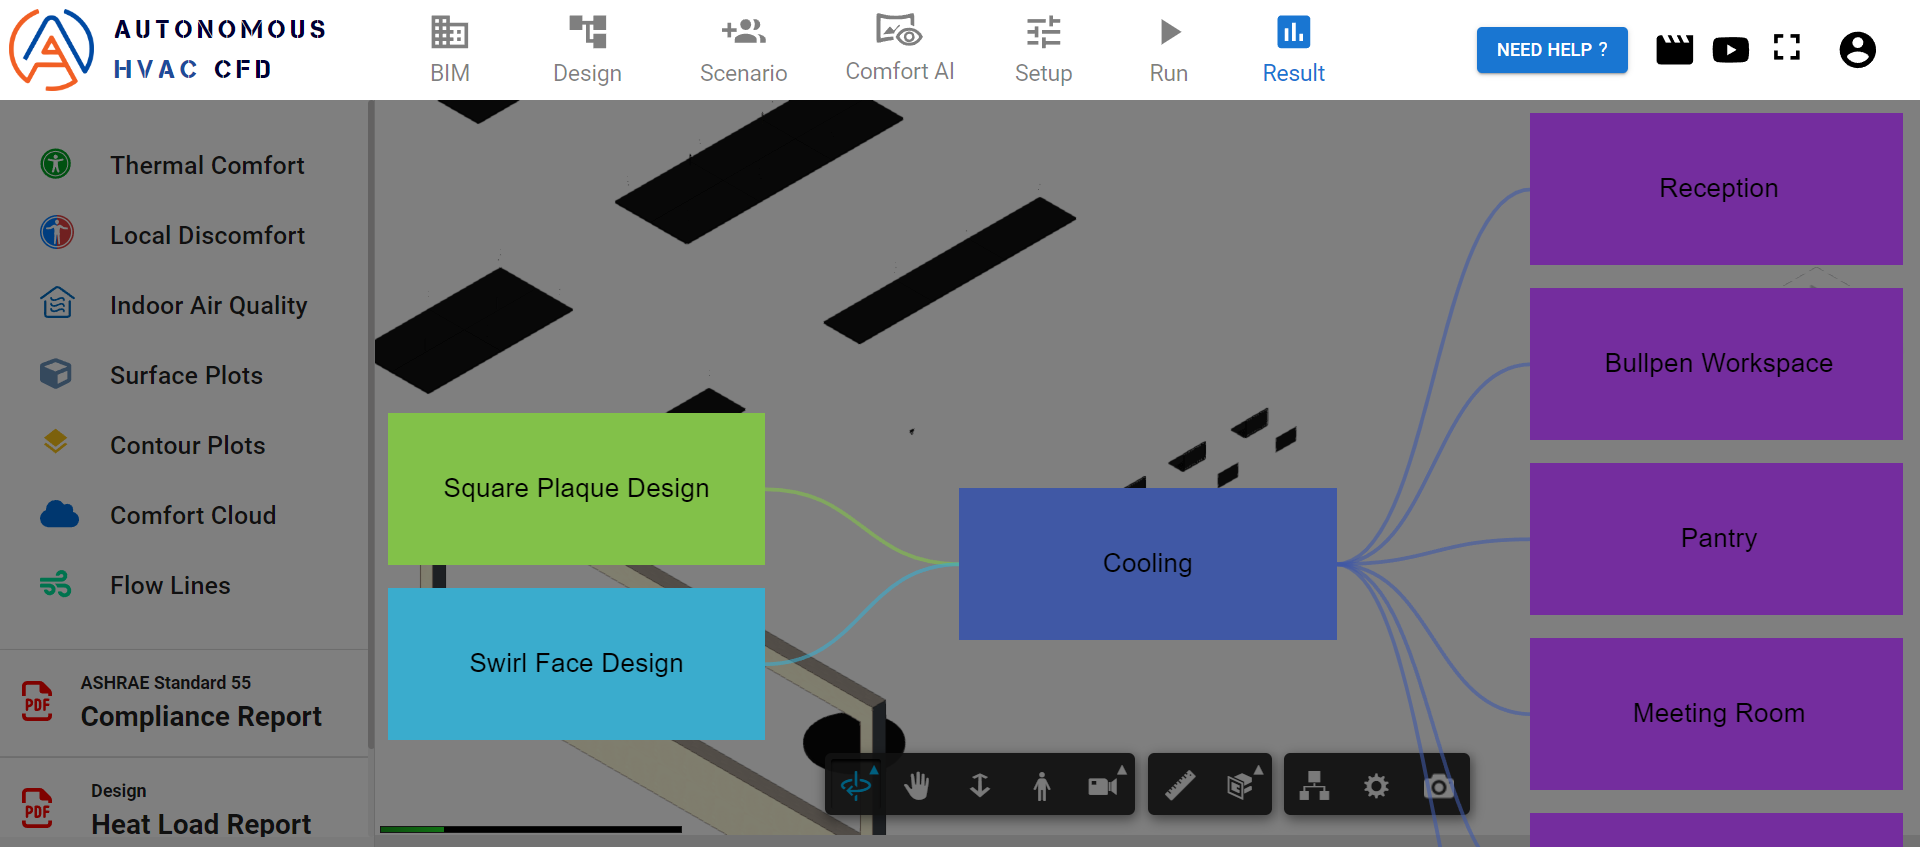 AUTONOMOUS
HVAC CFD
BIM
Design
Scenario
Comfort AI
Setup
Run
Result
NEED HELP ?
Thermal Comfort
Local Discomfort
Indoor Air Quality
Surface Plots
Contour Plots
Comfort Cloud
Flow Lines
PDF
ASHRAE Standard 55
Compliance Report
PDF
Design
Heat Load Report
Square Plaque Design
Swirl Face Design
Cooling
Reception
Bullpen Workspace
Pantry
Meeting Room